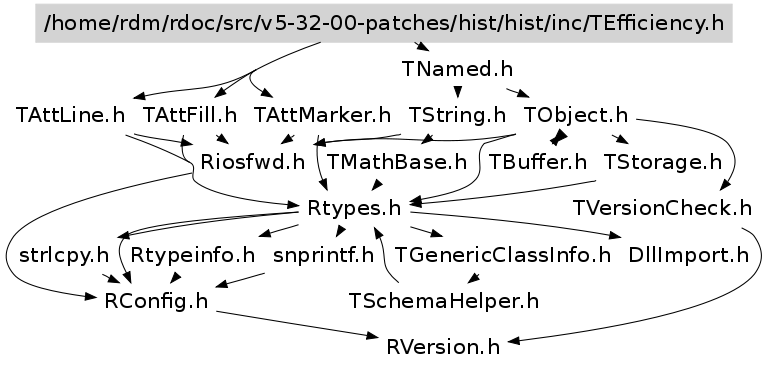 /home/rdm/rdoc/src/v5-32-00-patches/hist/hist/inc/TEfficiency.h
TNamed.h
TAttLine.h TAttFill.h TAttMarker.h TString.h TObject.h
Riosfwd.h TMathBase.h TBuffer.h TStorage.h
Rtypes.h TVersionCheck.h
strlcpy.h Rtypeinfo.h snprintf.h TGenericClassInfo.h DllImport.h
RConfig.h TSchemaHelper.h
RVersion.h